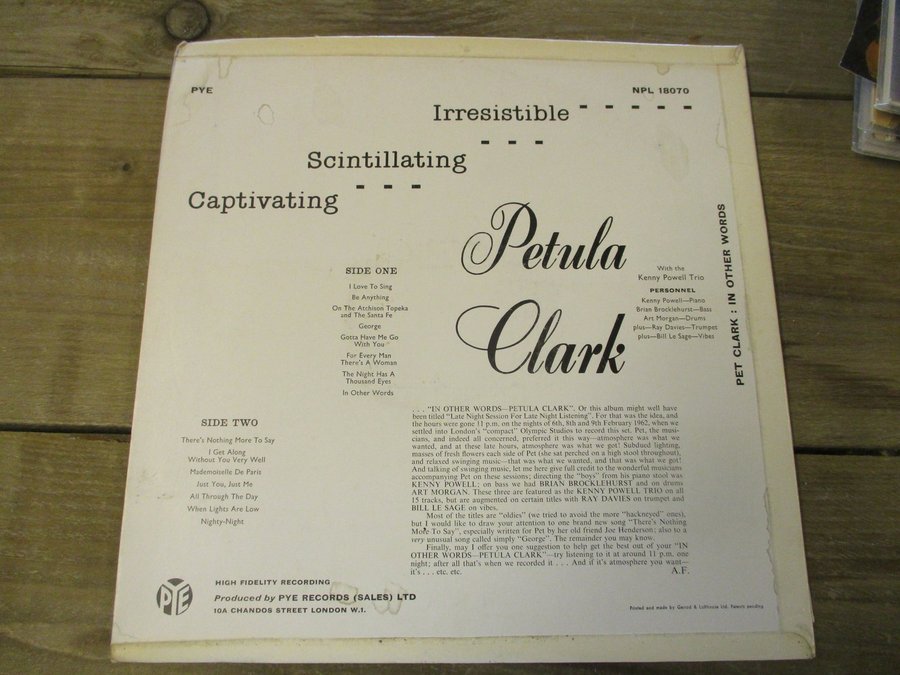 PYE
NPL 18070
Irresistible - - - - -
Scintillating - - -
Captivating - - -
Petula
Clark
With the
Kenny Powell Trio
PERSONNEL
Kenny Powell—Piano
Brian Brocklehurst—Bass
Art Morgan—Drums
plus—Ray Davies—Trumpet
plus—Bill Le Sage—Vibes
PET CLARK : IN OTHER WORDS
SIDE ONE
I Love To Sing
Be Anything
On The Atchison Topeka
and The Santa Fe
George
Gotta Have Me Go
With You
For Every Man
There's A Woman
The Night Has A
Thousand Eyes
In Other Words
SIDE TWO
There's Nothing More To Say
I Get Along
Without You Very Well
Mademoiselle De Paris
Just You, Just Me
All Through The Day
When Lights Are Low
Nighty-Night
. . . "IN OTHER WORDS—PETULA CLARK". Or this album might well have
been titled "Late Night Session For Late Night Listening". For that was the idea, and
the hours were gone 11 p.m. on the nights of 6th, 8th and 9th February 1962, when we
settled into London's "compact" Olympic Studios to record this set. Pet, the musi-
cians, and indeed all concerned, preferred it this way—atmosphere was what we
wanted, and at these late hours, atmosphere was what we got! Subdued lighting,
masses of fresh flowers each side of Pet (she sat perched on a high stool throughout),
and relaxed swinging music—that was what we wanted, and that was what we got!
And talking of swinging music, let me here give full credit to the wonderful musicians
accompanying Pet on these sessions; directing the "boys" from his piano stool was
KENNY POWELL; on bass we had BRIAN BROCKLEHURST and on drums
ART MORGAN. These three are featured as the KENNY POWELL TRIO on all
15 tracks, but are augmented on certain titles with RAY DAVIES on trumpet and
BILL LE SAGE on vibes.
Most of the titles are "oldies" (we tried to avoid the more "hackneyed" ones),
but I would like to draw your attention to one brand new song "There's Nothing
More To Say", especially written for Pet by her old friend Joe Henderson; also to a
very unusual song called simply "George". The remainder you may know.
Finally, may I offer you one suggestion to help get the best out of your "IN
OTHER WORDS—PETULA CLARK"—try listening to it at around 11 p.m. one
night; after all that's when we recorded it . . . And if it's atmosphere you want—
it's . . . etc. etc.
A.F.
PYE
HIGH FIDELITY RECORDING
Produced by PYE RECORDS (SALES) LTD
10A CHANDOS STREET LONDON W.1.
Printed and made by Garrod & Lofthouse Ltd. Patents pending